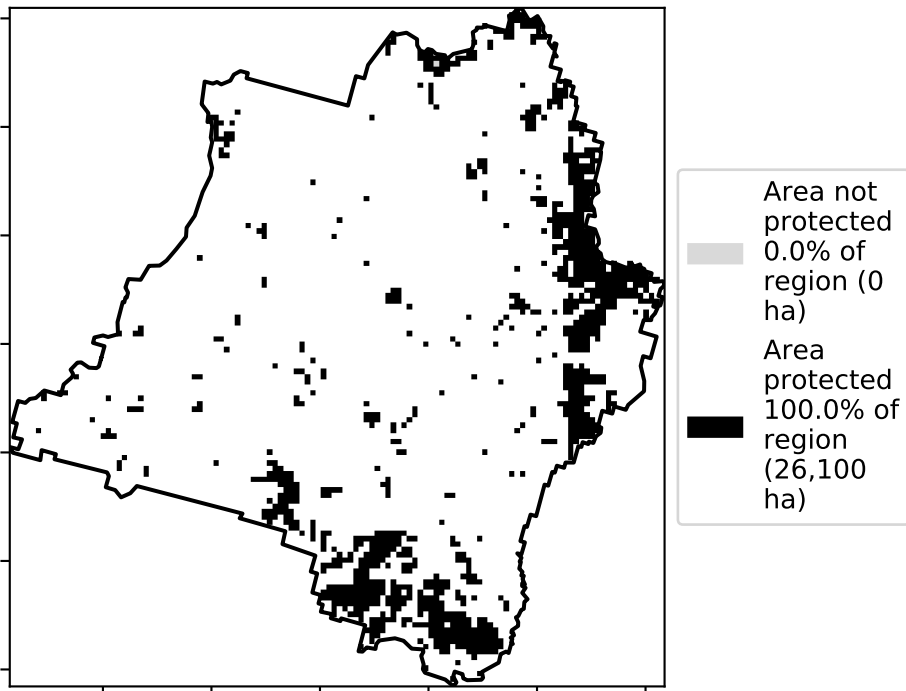 Area not
protected
0.0% of
region (0
ha)
Area
protected
100.0% of
region
(26,100
ha)